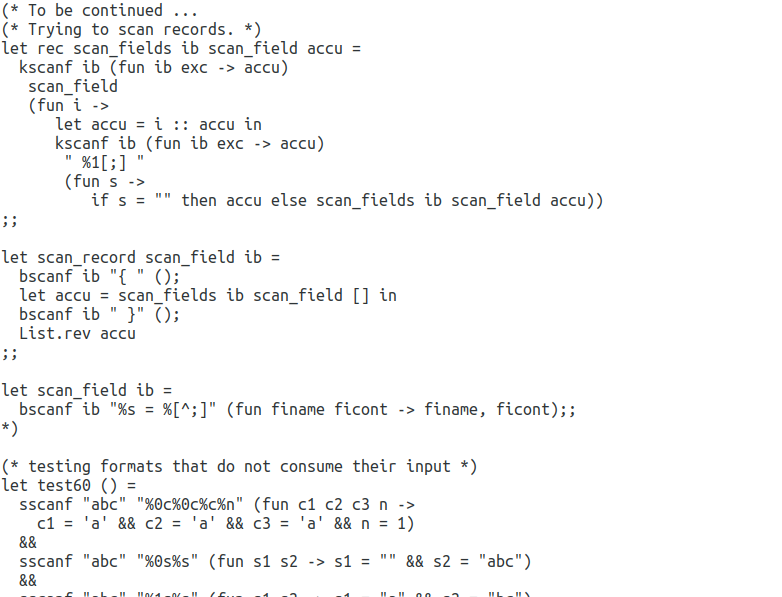 (* To be continued ...
(* Trying to scan records. *)
let rec scan_fields ib scan_field accu =
  kscanf ib (fun ib exc -> accu)
   scan_field
   (fun i ->
      let accu = i :: accu in
      kscanf ib (fun ib exc -> accu)
       " %1[;] "
       (fun s ->
          if s = "" then accu else scan_fields ib scan_field accu))
;;

let scan_record scan_field ib =
  bscanf ib "{ " ();
  let accu = scan_fields ib scan_field [] in
  bscanf ib " }" ();
  List.rev accu
;;

let scan_field ib =
  bscanf ib "%s = %[^;]" (fun finame ficont -> finame, ficont);;
*)

(* testing formats that do not consume their input *)
let test60 () =
  sscanf "abc" "%0c%0c%c%n" (fun c1 c2 c3 n ->
    c1 = 'a' && c2 = 'a' && c3 = 'a' && n = 1)
  &&
  sscanf "abc" "%0s%s" (fun s1 s2 -> s1 = "" && s2 = "abc")
  &&